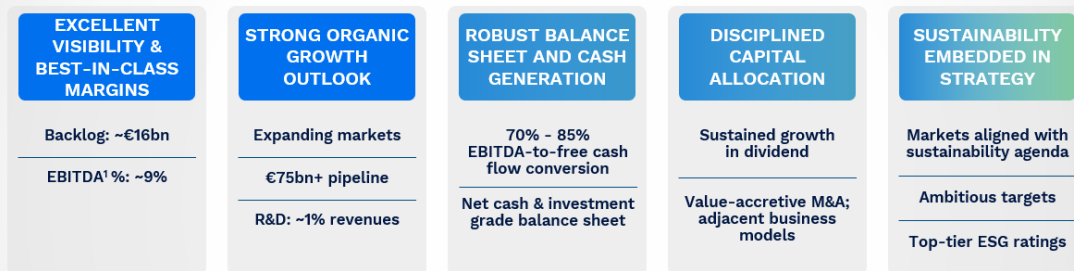 EXCELLENT
VISIBILITY &
BEST-IN-CLASS
MARGINS
Backlog: ~€16bn
EBITDA¹ %: ~9%
STRONG ORGANIC
GROWTH
OUTLOOK
Expanding markets
€75bn+ pipeline
R&D: ~1% revenues
ROBUST BALANCE
SHEET AND CASH
GENERATION
70% - 85%
EBITDA-to-free cash
flow conversion
Net cash & investment
grade balance sheet
DISCIPLINED
CAPITAL
ALLOCATION
Sustained growth
in dividend
Value-accretive M&A;
adjacent business
models
SUSTAINABILITY
EMBEDDED IN
STRATEGY
Markets aligned with
sustainability agenda
Ambitious targets
Top-tier ESG ratings